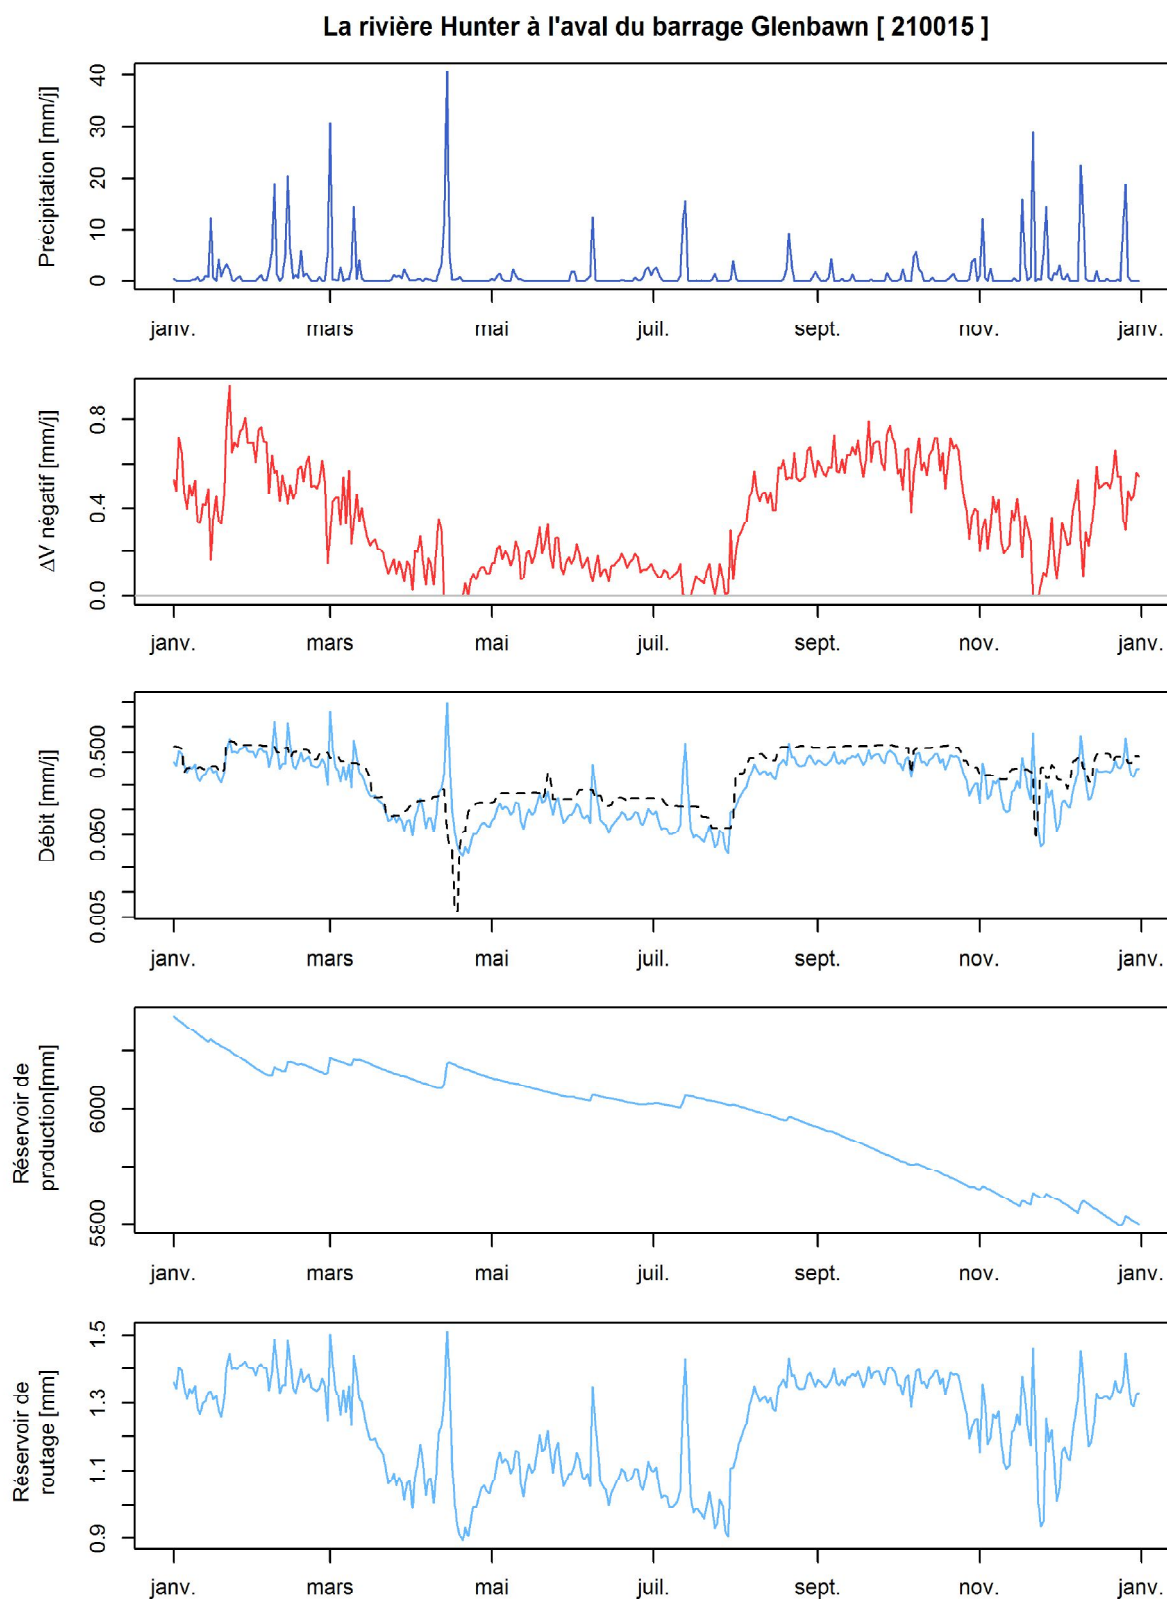 La rivière Hunter à l'aval du barrage Glenbawn [ 210015 ]
Précipitation [mm/j]
40
30
20
10
0
janv. mars mai juil. sept. nov. janv.
ΔV négatif [mm/j]
0.8
0.4
0.0
janv. mars mai juil. sept. nov. janv.
Débit [mm/j]
0.500
0.050
0.005
janv. mars mai juil. sept. nov. janv.
Réservoir de
production[mm]
6000
5800
janv. mars mai juil. sept. nov. janv.
Réservoir de
routage [mm]
1.5
1.3
1.1
0.9
janv. mars mai juil. sept. nov. janv.